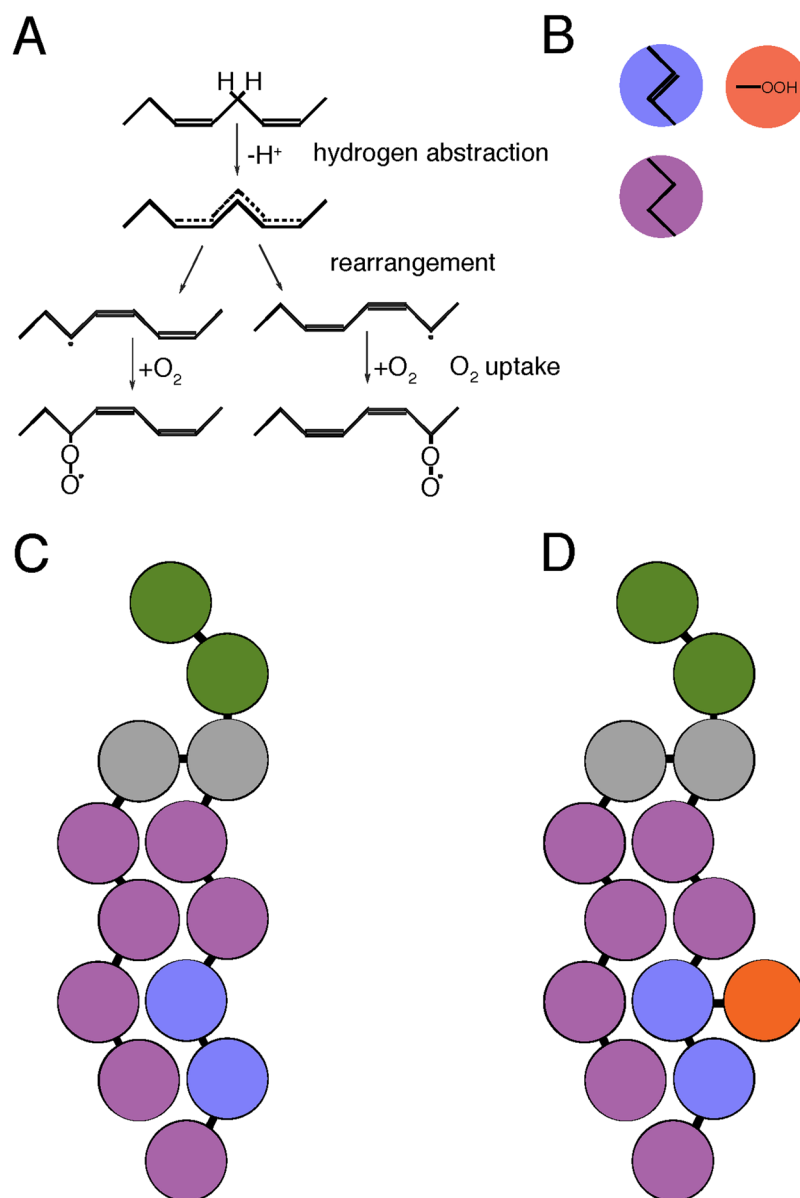 A
B
H H
-OOH
-H+ hydrogen abstraction
rearrangement
+O2
+O2 O2 uptake
O O
O• O•
C
D